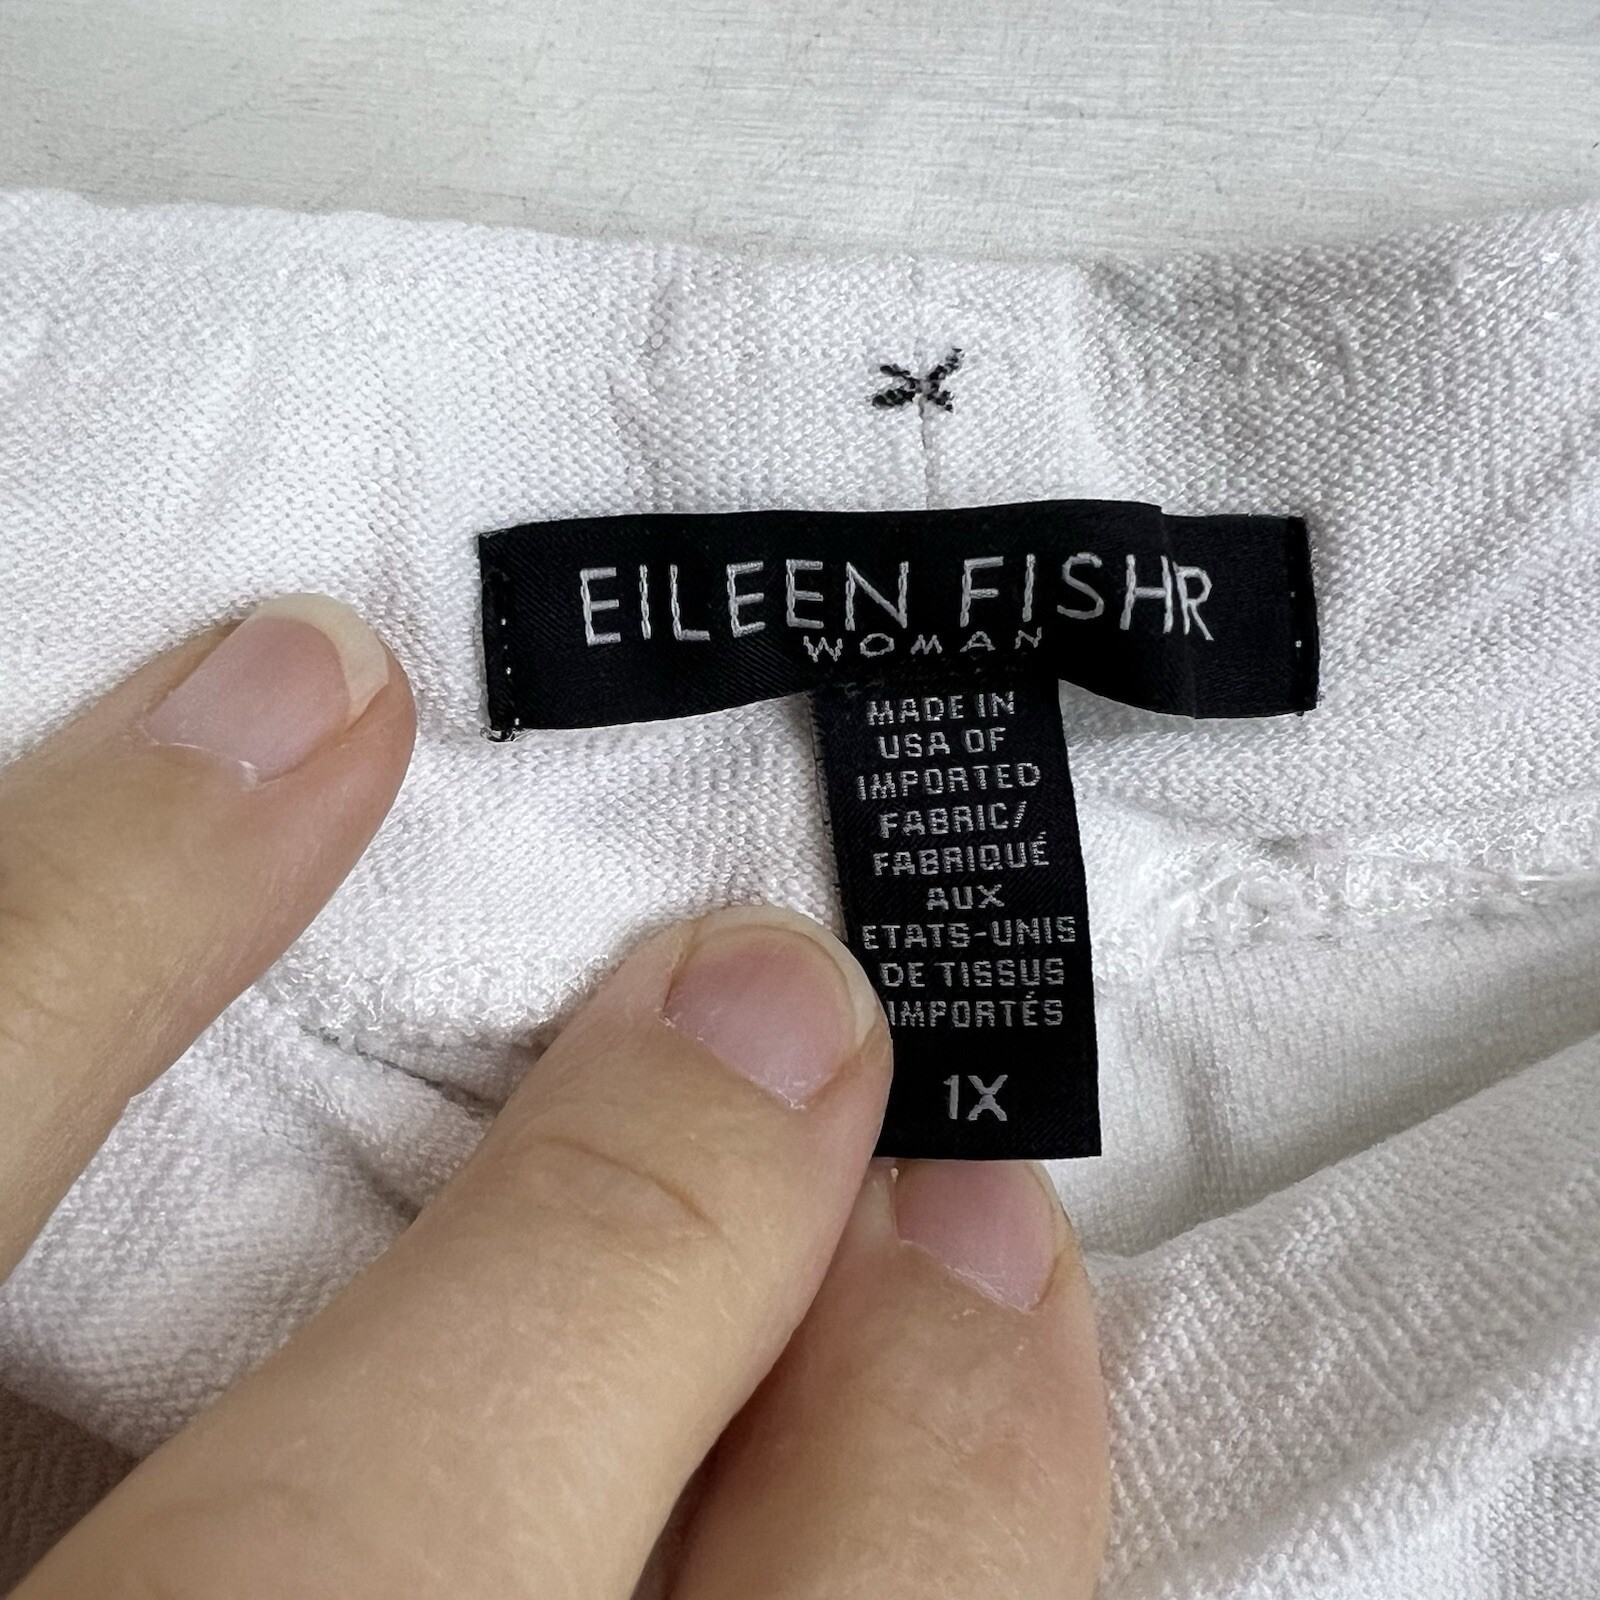 EILEEN FISHR
WOMAN
MADE IN
USA OF
IMPORTED
FABRIC/
FABRIQUÉ
AUX
ETATS-UNIS
DE TISSUS
IMPORTÉS
1X